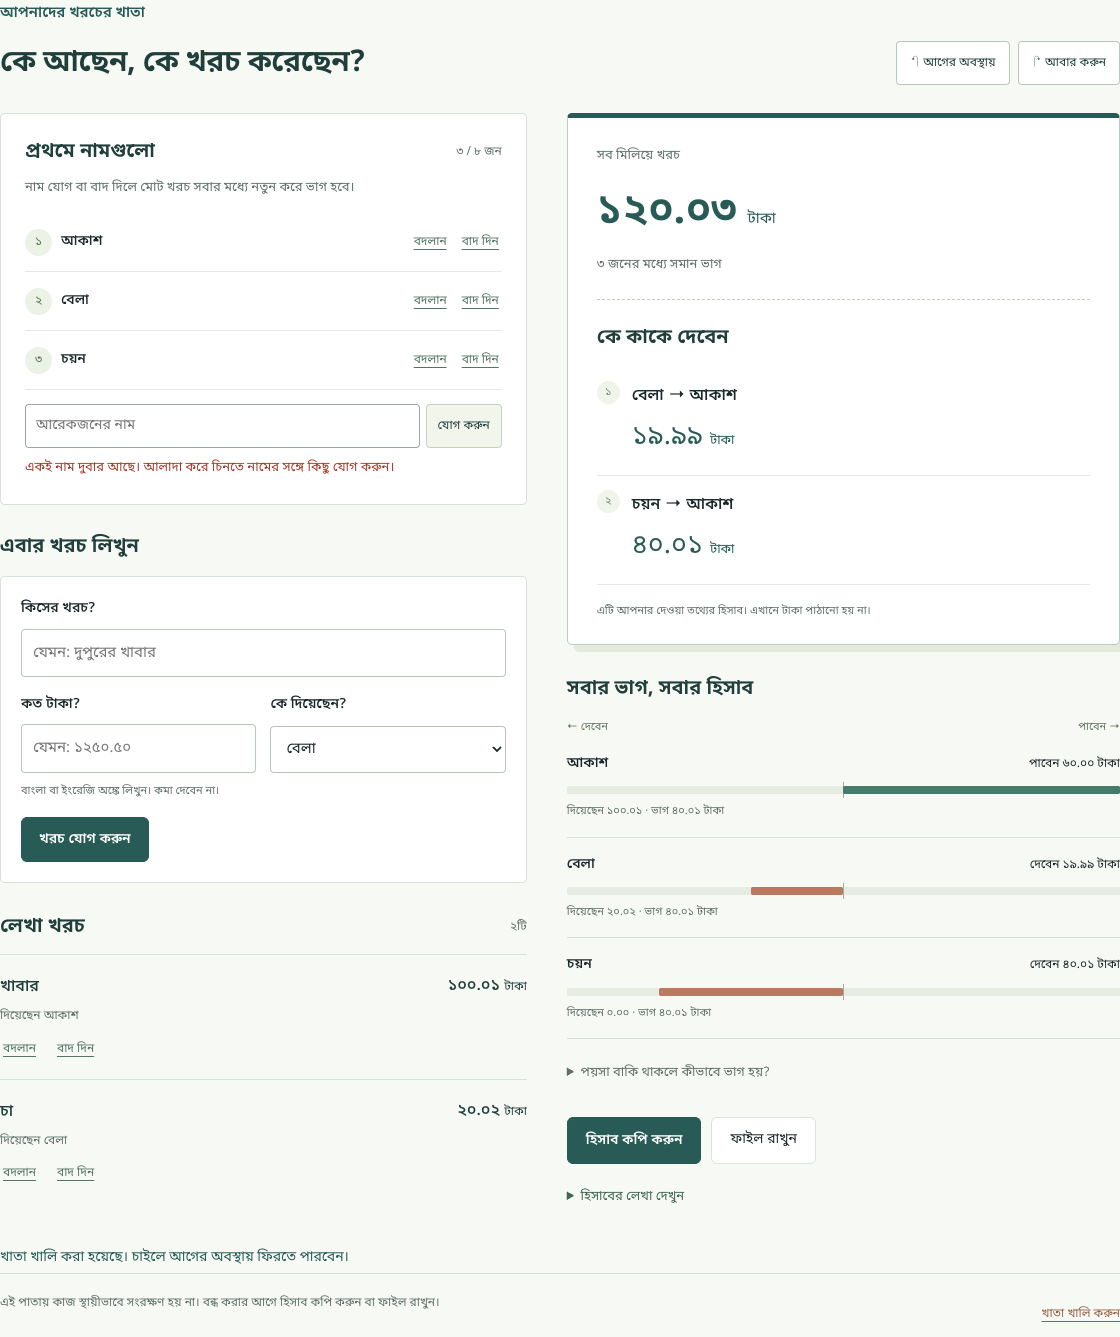 আপনাদের খরচের খাতা
কে আছেন, কে খরচ করেছেন?
আগের অবস্থায়
আবার করুন
প্রথমে নামগুলো
৩ / ৮ জন
নাম যোগ বা বাদ দিলে মোট খরচ সবার মধ্যে নতুন করে ভাগ হবে।
১ আকাশ বদলান বাদ দিন
২ বেলা বদলান বাদ দিন
৩ চয়ন বদলান বাদ দিন
আরেকজনের নাম
যোগ করুন
একই নাম দুবার আছে। আলাদা করে চিনতে নামের সঙ্গে কিছু যোগ করুন।
এবার খরচ লিখুন
কিসের খরচ?
যেমন: দুপুরের খাবার
কত টাকা?
কে দিয়েছেন?
যেমন: ১২৫০.৫০
বেলা
বাংলা বা ইংরেজি অঙ্কে লিখুন। কমা দেবেন না।
খরচ যোগ করুন
লেখা খরচ
২টি
খাবার
১০০.০১ টাকা
দিয়েছেন আকাশ
বদলান বাদ দিন
চা
২০.০২ টাকা
দিয়েছেন বেলা
বদলান বাদ দিন
সব মিলিয়ে খরচ
১২০.০৩ টাকা
৩ জনের মধ্যে সমান ভাগ
কে কাকে দেবেন
১ বেলা → আকাশ
১৯.৯৯ টাকা
২ চয়ন → আকাশ
৪০.০১ টাকা
এটি আপনার দেওয়া তথ্যের হিসাব। এখানে টাকা পাঠানো হয় না।
সবার ভাগ, সবার হিসাব
← দেবেন
পাবেন →
আকাশ
পাবেন ৬০.০০ টাকা
দিয়েছেন ১০০.০১ · ভাগ ৪০.০১ টাকা
বেলা
দেবেন ১৯.৯৯ টাকা
দিয়েছেন ২০.০২ · ভাগ ৪০.০১ টাকা
চয়ন
দেবেন ৪০.০১ টাকা
দিয়েছেন ০.০০ · ভাগ ৪০.০১ টাকা
▶ পয়সা বাকি থাকলে কীভাবে ভাগ হয়?
হিসাব কপি করুন
ফাইল রাখুন
▶ হিসাবের লেখা দেখুন
খাতা খালি করা হয়েছে। চাইলে আগের অবস্থায় ফিরতে পারবেন।
এই পাতায় কাজ স্থায়ীভাবে সংরক্ষণ হয় না। বন্ধ করার আগে হিসাব কপি করুন বা ফাইল রাখুন।
খাতা খালি করুন